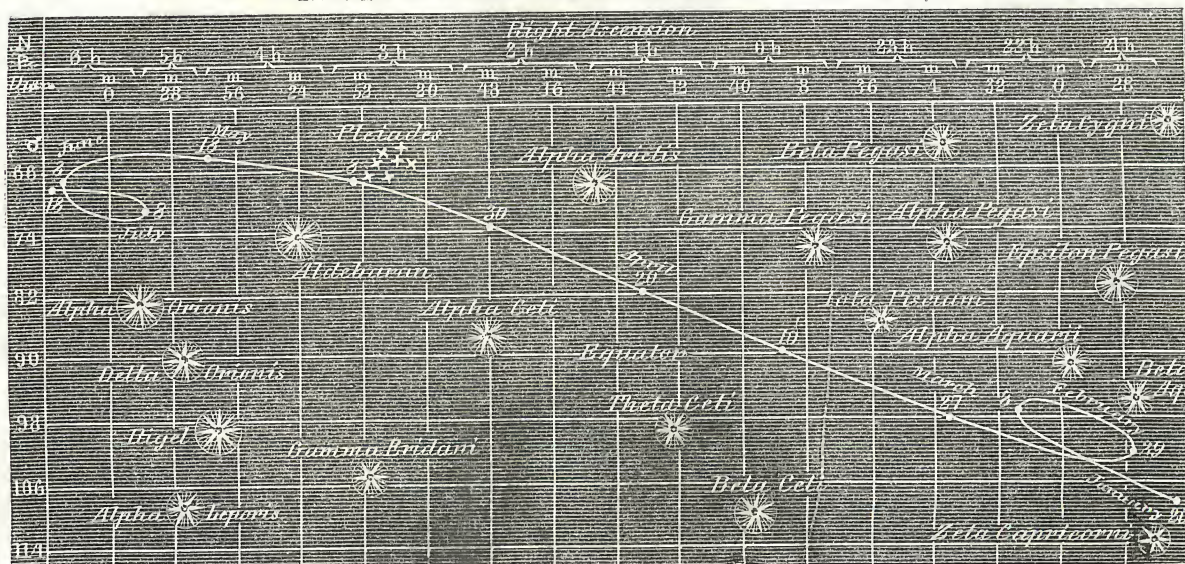 Right Ascension
N
P.
6 h 5 h 4 h 3 h 2 h 1 h 0 h 23 h 22 h 21 h
m m m m m m m m m m m m m m m m m
0 28 56 24 52 20 48 16 44 12 40 8 36 4 32 0 28
June
May
13
Pleiades
Alpha Arietis
Beta Pegasi
Zeta Cygni
66
8
July
74
30
Gamma Pegasi
Alpha Pegasi
Aldebaran
April
20
Epsilon Pegasi
82
Alpha Orionis
Alpha Ceti
Iota Piscium
90
Equator
10
Alpha Aquarii
Delta Orionis
March
27
February
Beta
Aq
98
Rigel
Theta Ceti
29
Gamma Eridani
106
Alpha Leporis
Beta Ceti
January
Zeta Capricorni
114